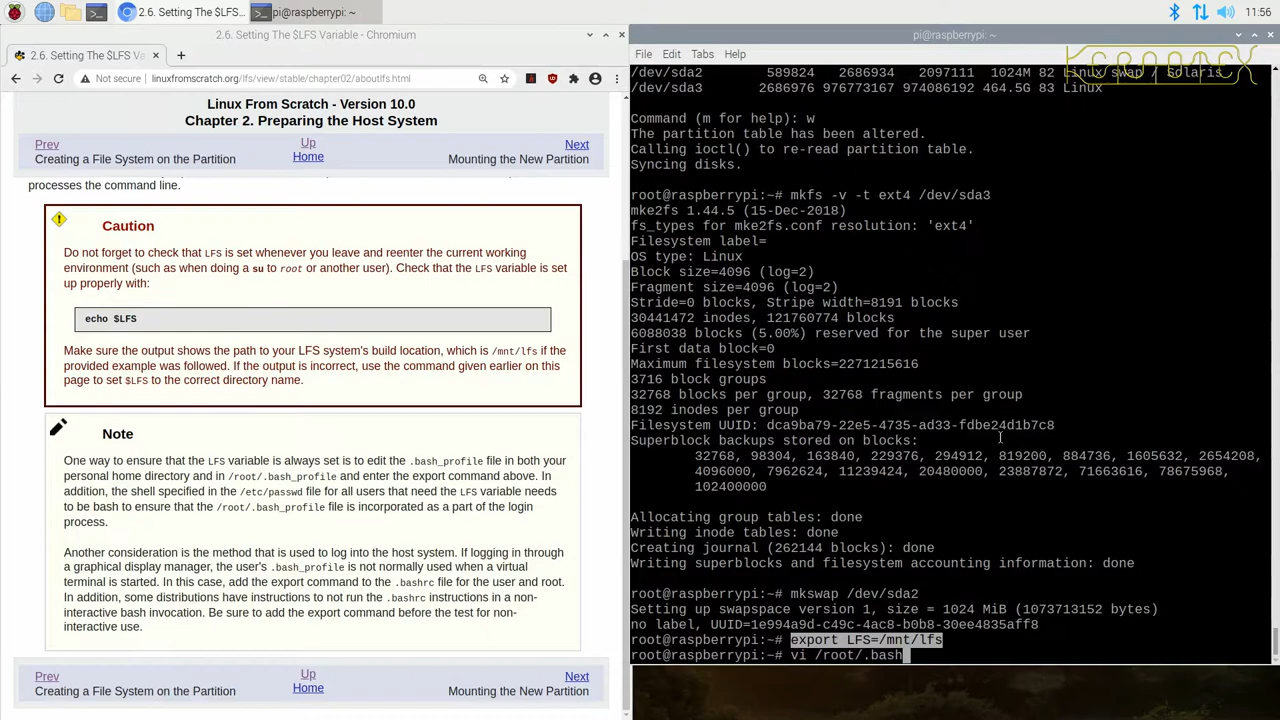 2.6. Setting The $LFS...
pi@raspberrypi: ~
11:56
2.6. Setting The $LFS Variable - Chromium
2.6. Setting The $LFS Va
Not secure
linuxfromscratch.org/lfs/view/stable/chapter02/aboutlfs.html
Linux From Scratch - Version 10.0
Chapter 2. Preparing the Host System
Prev
Up
Next
Creating a File System on the Partition
Home
Mounting the New Partition
processes the command line.
Caution
Do not forget to check that LFS is set whenever you leave and reenter the current working
environment (such as when doing a su to root or another user). Check that the LFS variable is set
up properly with:
echo $LFS
Make sure the output shows the path to your LFS system's build location, which is /mnt/lfs if the
provided example was followed. If the output is incorrect, use the command given earlier on this
page to set $LFS to the correct directory name.
Note
One way to ensure that the LFS variable is always set is to edit the .bash_profile file in both your
personal home directory and in /root/.bash_profile and enter the export command above. In
addition, the shell specified in the /etc/passwd file for all users that need the LFS variable needs
to be bash to ensure that the /root/.bash_profile file is incorporated as a part of the login
process.
Another consideration is the method that is used to log into the host system. If logging in through
a graphical display manager, the user's .bash_profile is not normally used when a virtual
terminal is started. In this case, add the export command to the .bashrc file for the user and root.
In addition, some distributions have instructions to not run the .bashrc instructions in a non-
interactive bash invocation. Be sure to add the export command before the test for non-
interactive use.
Prev
Up
Next
Creating a File System on the Partition
Home
Mounting the New Partition
pi@raspberrypi: ~
File Edit Tabs Help
/dev/sda2 589824 2686934 2097111 1024M 82 Linux swap / Solaris
/dev/sda3 2686976 976773167 974086192 464.5G 83 Linux
Command (m for help): w
The partition table has been altered.
Calling ioctl() to re-read partition table.
Syncing disks.
root@raspberrypi:~# mkfs -v -t ext4 /dev/sda3
mke2fs 1.44.5 (15-Dec-2018)
fs_types for mke2fs.conf resolution: 'ext4'
Filesystem label=
OS type: Linux
Block size=4096 (log=2)
Fragment size=4096 (log=2)
Stride=0 blocks, Stripe width=8191 blocks
30441472 inodes, 121760774 blocks
6088038 blocks (5.00%) reserved for the super user
First data block=0
Maximum filesystem blocks=2271215616
3716 block groups
32768 blocks per group, 32768 fragments per group
8192 inodes per group
Filesystem UUID: dca9ba79-22e5-4735-ad33-fdbe24d1b7c8
Superblock backups stored on blocks:
32768, 98304, 163840, 229376, 294912, 819200, 884736, 1605632, 2654208,
4096000, 7962624, 11239424, 20480000, 23887872, 71663616, 78675968,
102400000
Allocating group tables: done
Writing inode tables: done
Creating journal (262144 blocks): done
Writing superblocks and filesystem accounting information: done
root@raspberrypi:~# mkswap /dev/sda2
Setting up swapspace version 1, size = 1024 MiB (1073713152 bytes)
no label, UUID=1e994a9d-c49c-4ac8-b0b8-30ee4835aff8
root@raspberrypi:~# export LFS=/mnt/lfs
root@raspberrypi:~# vi /root/.bash